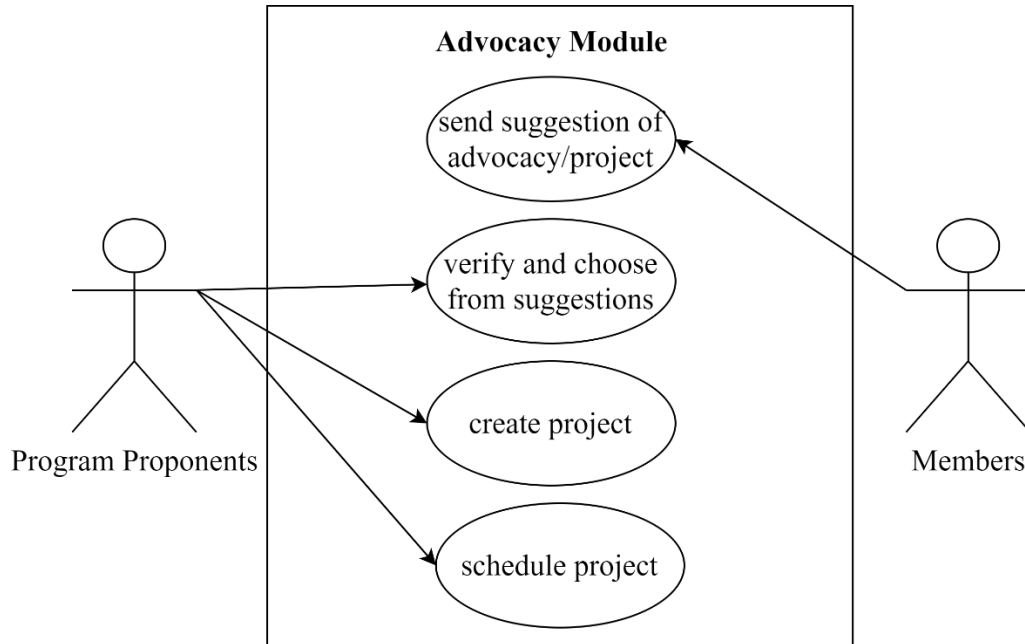 Advocacy Module
send suggestion of
advocacy/project
verify and choose
from suggestions
create project
schedule project
Program Proponents
Members